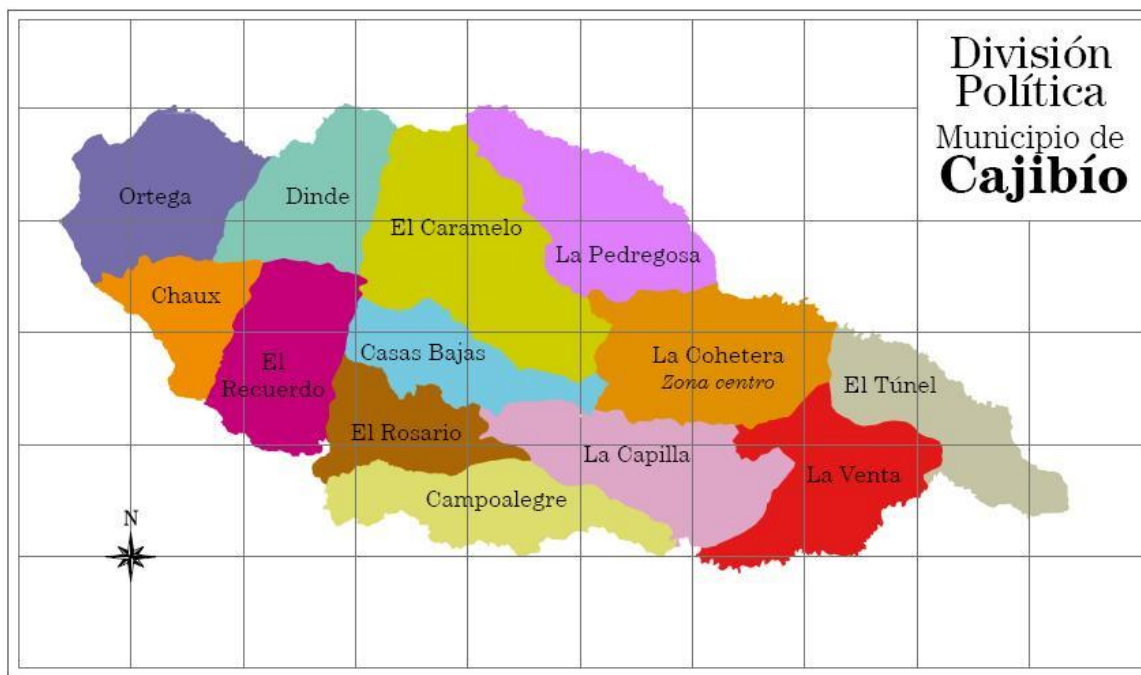 División
Política
Municipio de
Cajibío
Ortega
Dinde
El Caramelo
La Pedregosa
Chaux
El
Recuerdo
Casas Bajas
La Cohetera
Zona centro
El Túnel
El Rosario
La Capilla
La Venta
Campoalegre
N